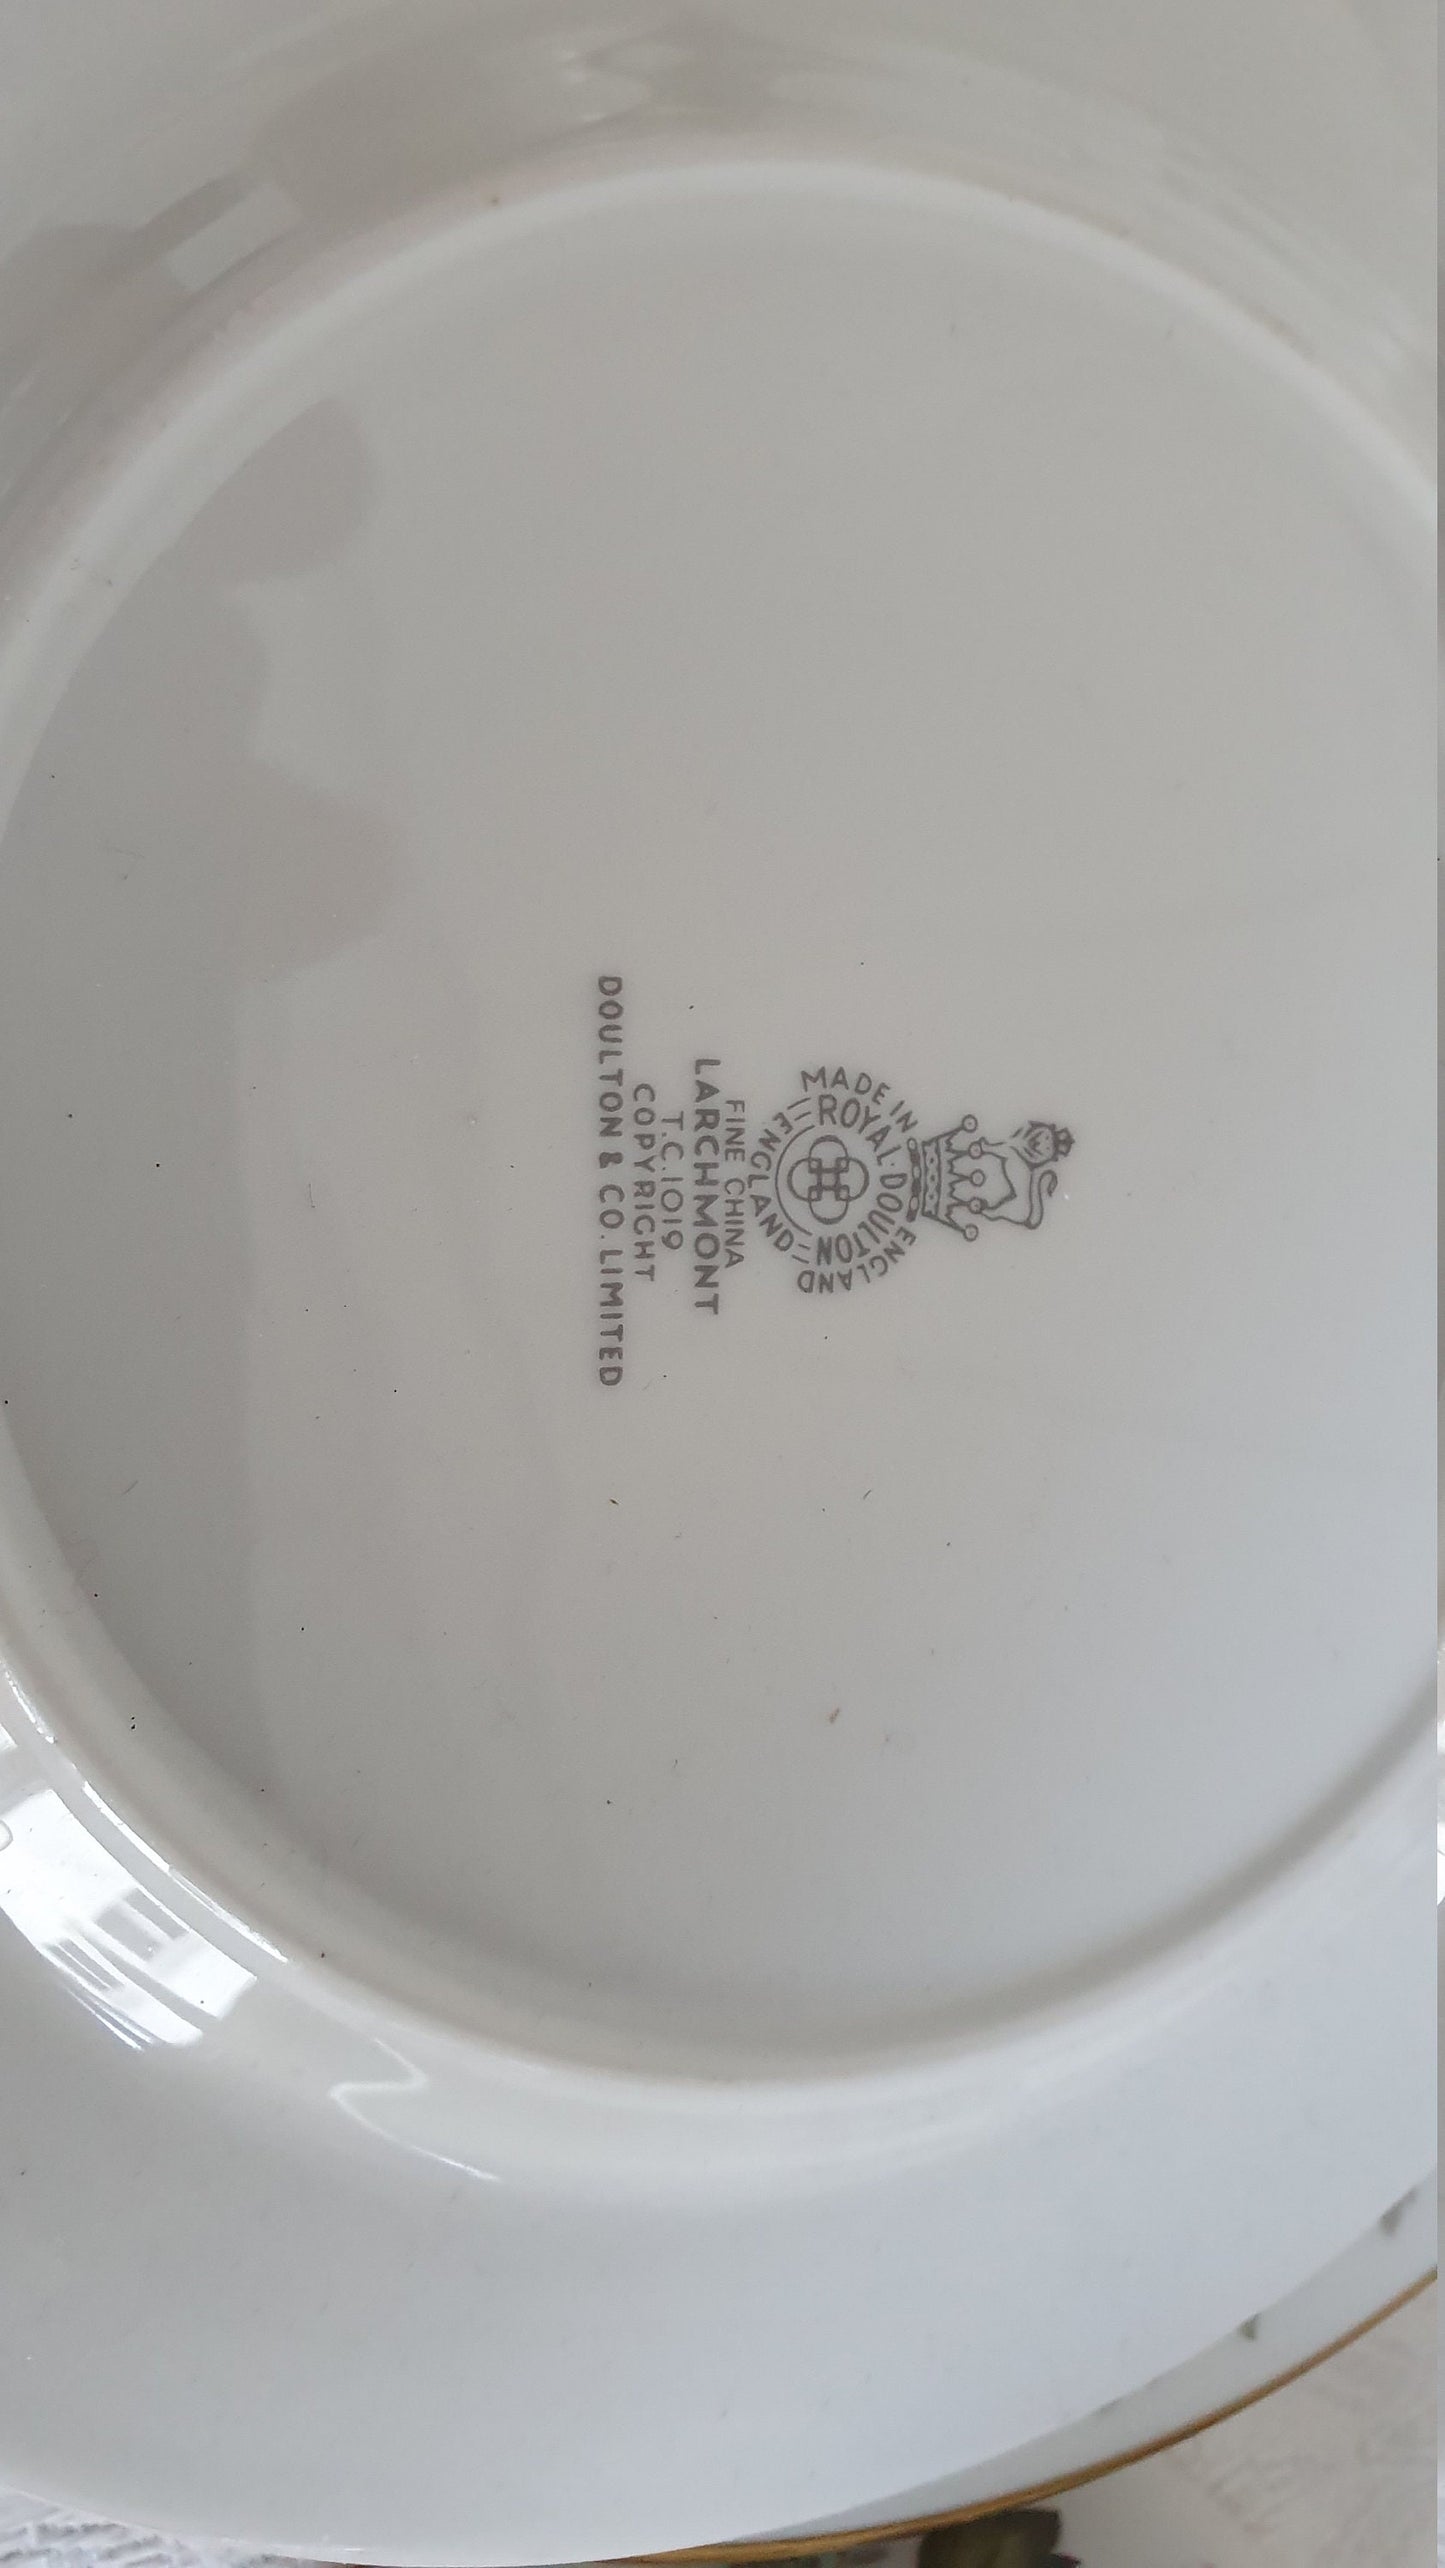 MADE IN ENGLAND
ROYAL·DOULTON
ENGLAND
FINE CHINA
LARCHMONT
T.C.1019
COPYRIGHT
DOULTON & CO. LIMITED